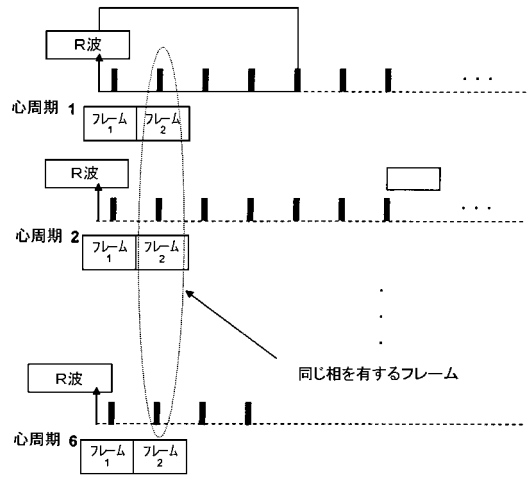 R波
. . .
心周期 1
フレーム
1
フレーム
2
R波
. . .
心周期 2
フレーム
1
フレーム
2
同じ相を有するフレーム
R波
心周期 6
フレーム
1
フレーム
2